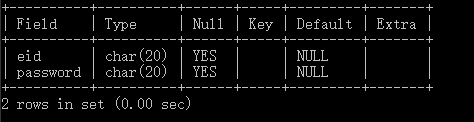 +----------+----------+------+-----+---------+-------+
| Field    | Type     | Null | Key | Default | Extra |
+----------+----------+------+-----+---------+-------+
| eid      | char(20) | YES  |     | NULL    |       |
| password | char(20) | YES  |     | NULL    |       |
+----------+----------+------+-----+---------+-------+
2 rows in set (0.00 sec)